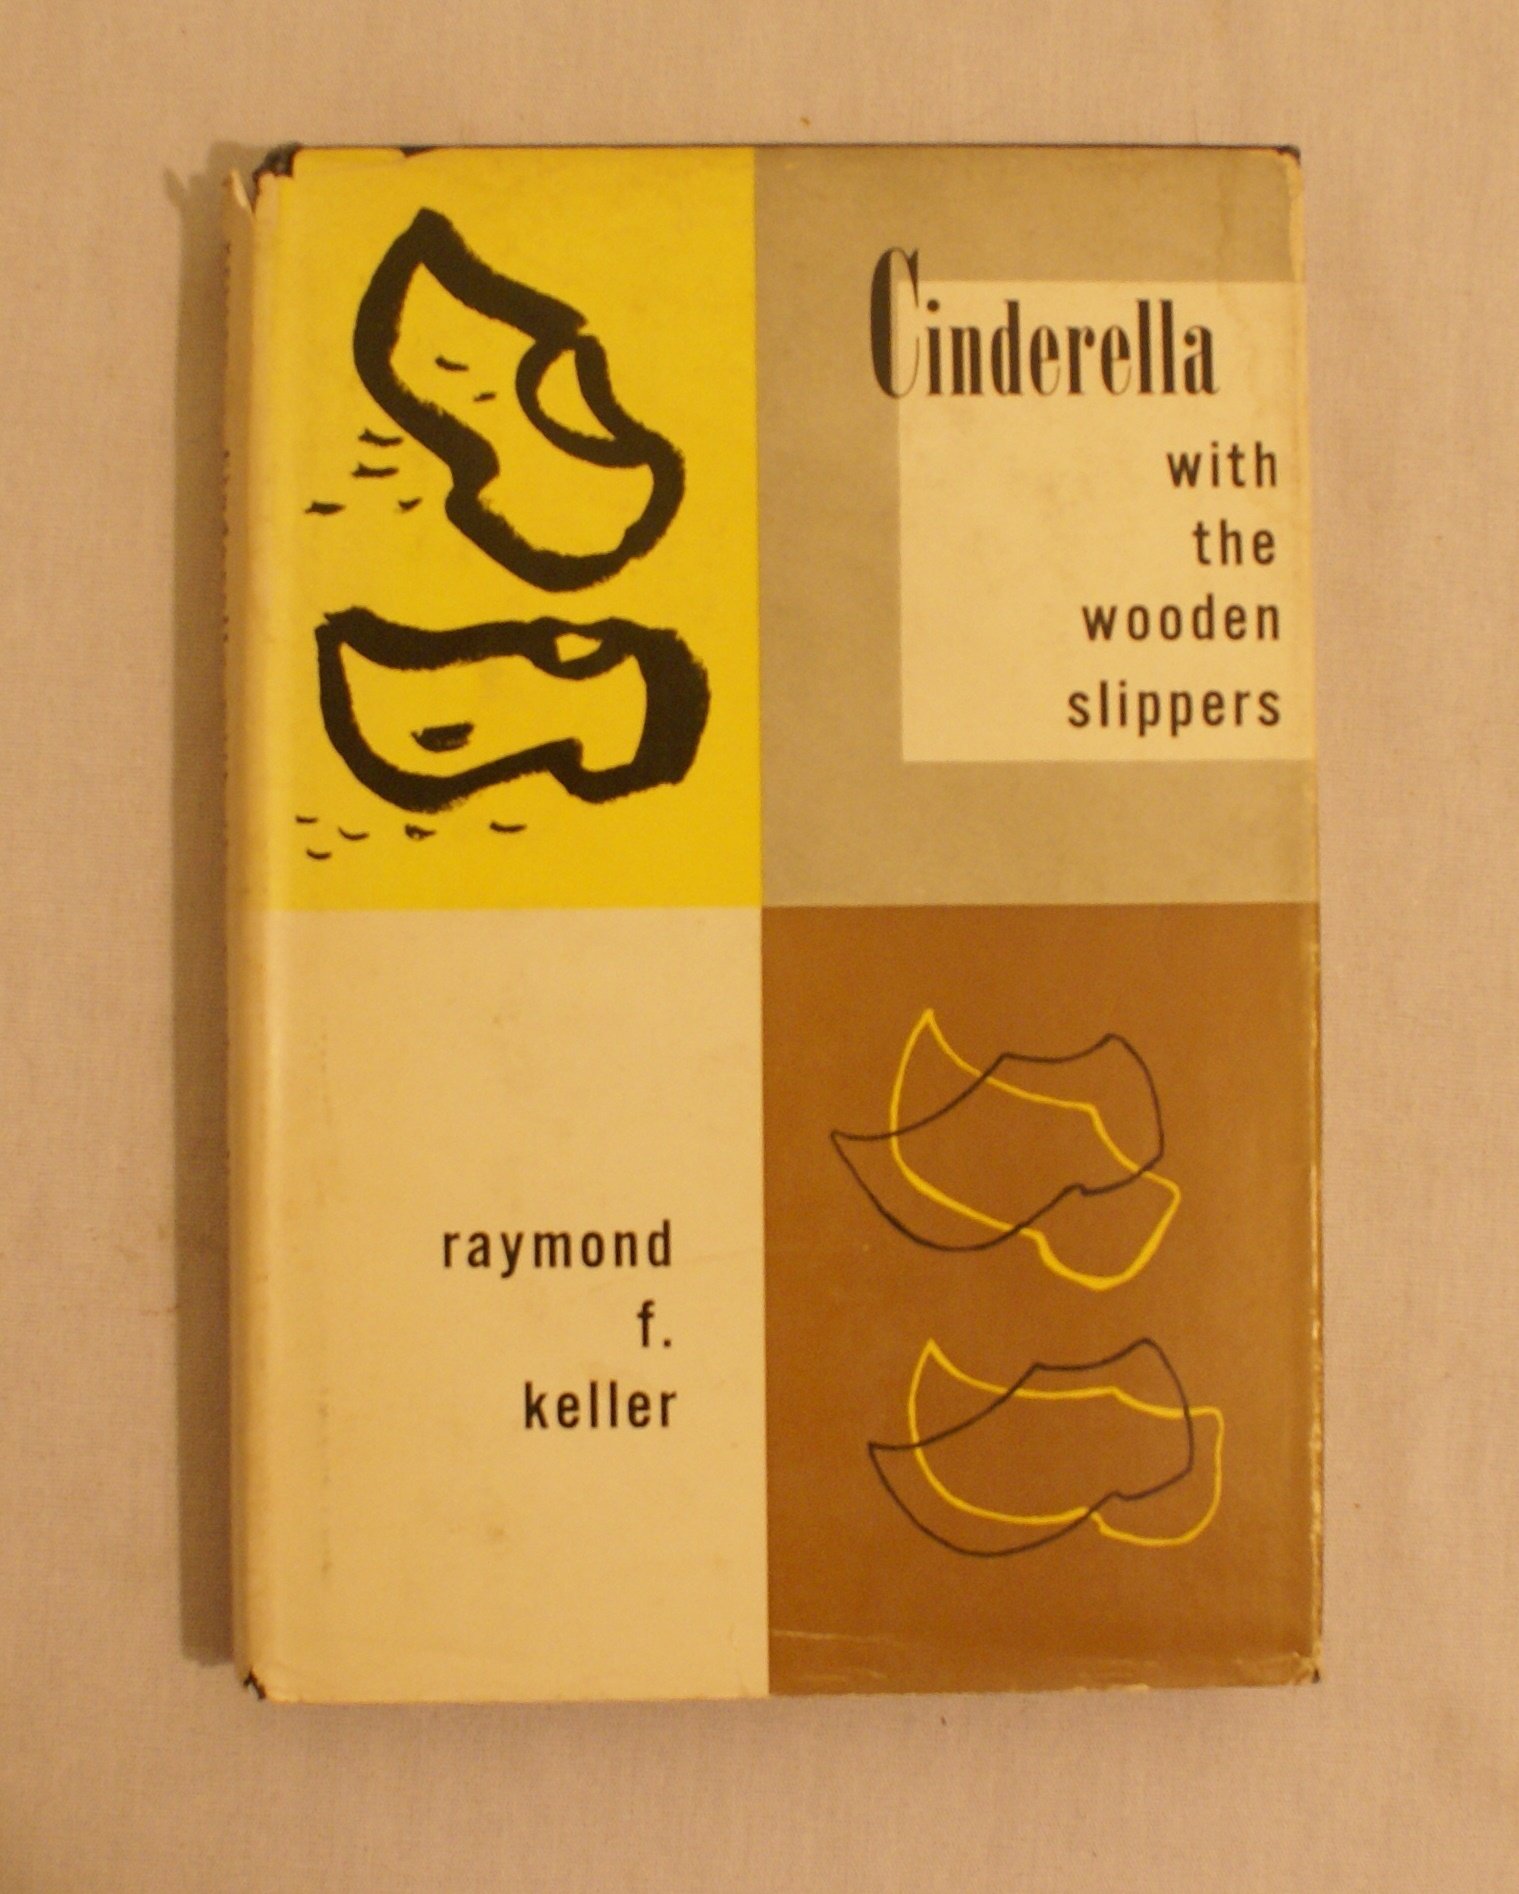 Cinderella
with
the
wooden
slippers
raymond
f.
keller